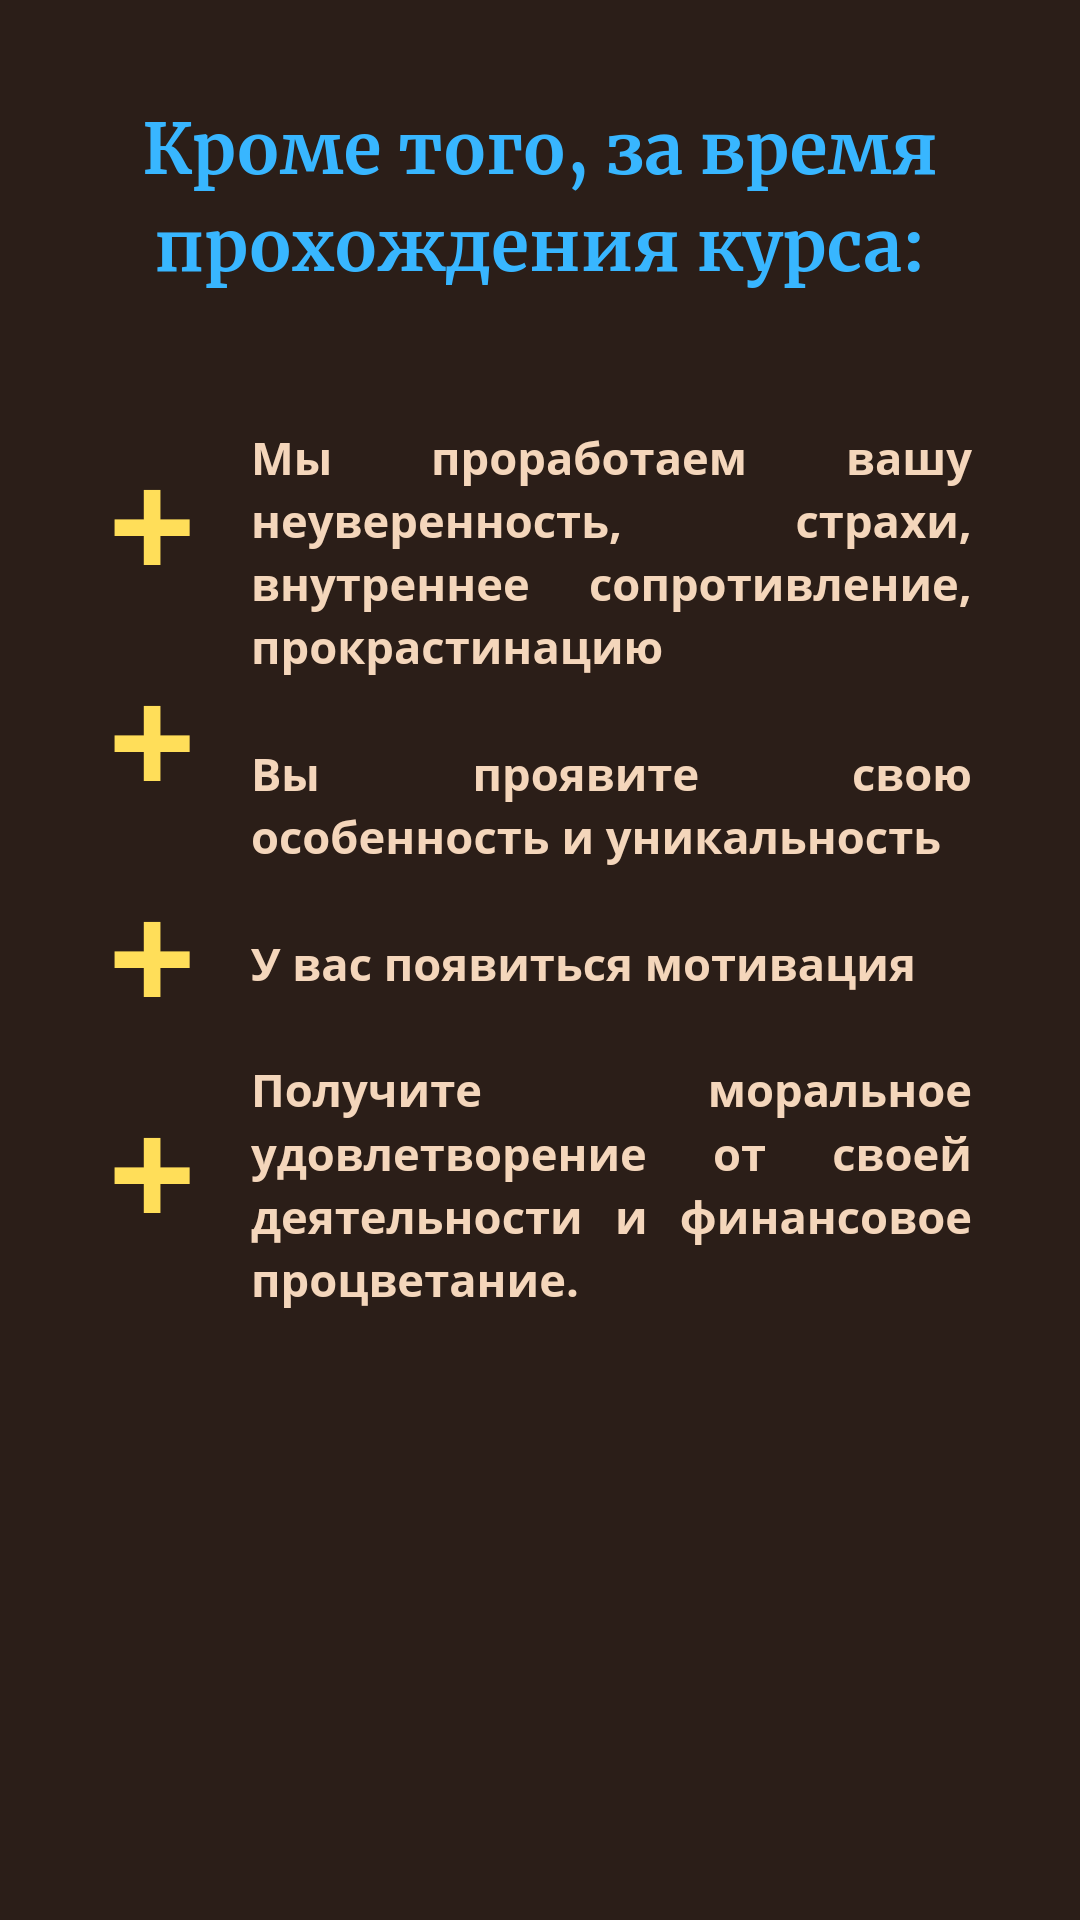 Кроме того, за время
прохождения курса:
Мы проработаем вашу
неуверенность, страхи,
внутреннее сопротивление,
прокрастинацию
Вы проявите свою
особенность и уникальность
У вас появиться мотивация
Получите моральное
удовлетворение от своей
деятельности и финансовое
процветание.